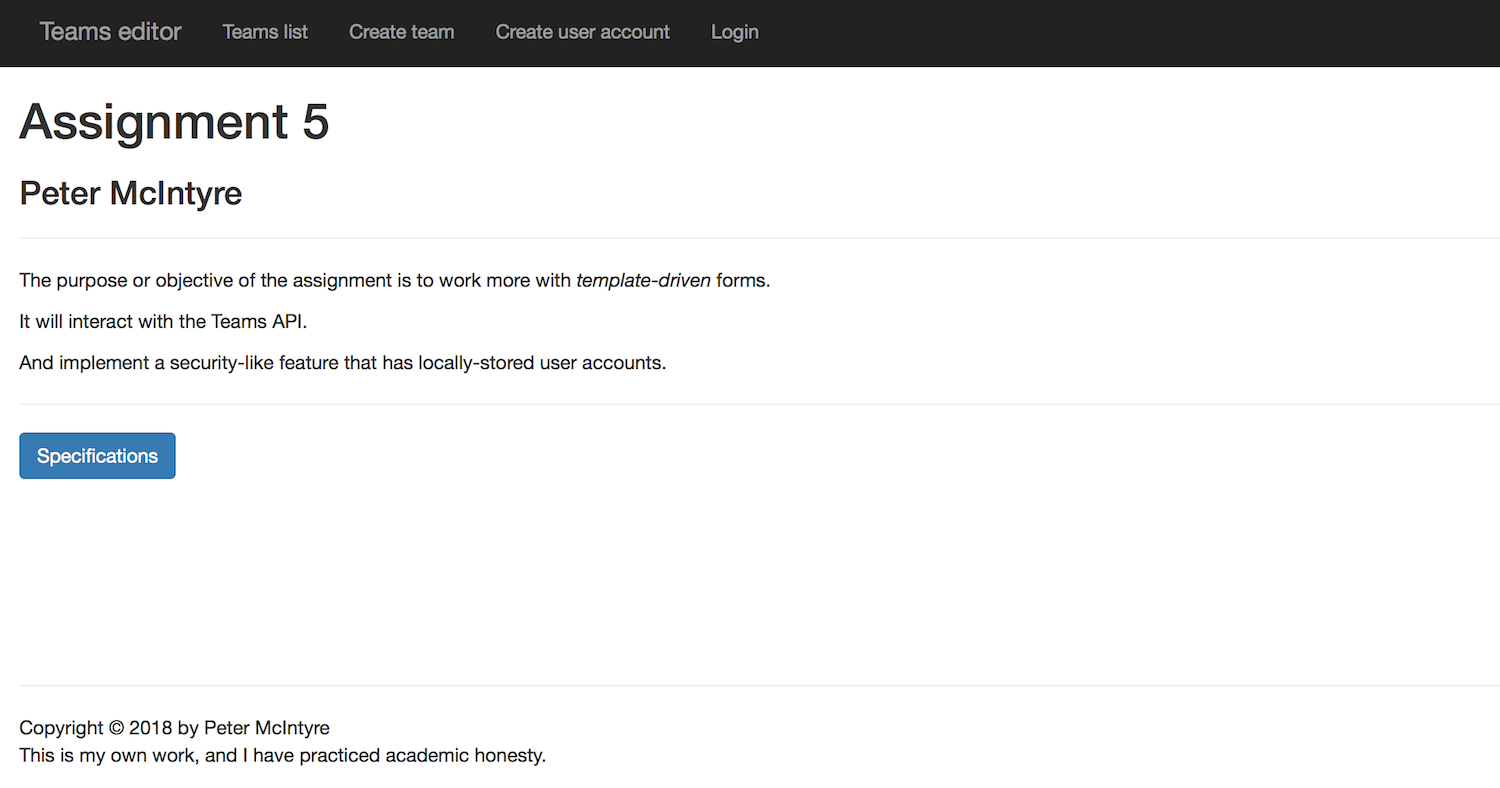 Teams editor Teams list Create team Create user account Login
Assignment 5
Peter McIntyre
The purpose or objective of the assignment is to work more with template-driven forms.
It will interact with the Teams API.
And implement a security-like feature that has locally-stored user accounts.
Specifications
Copyright © 2018 by Peter McIntyre
This is my own work, and I have practiced academic honesty.